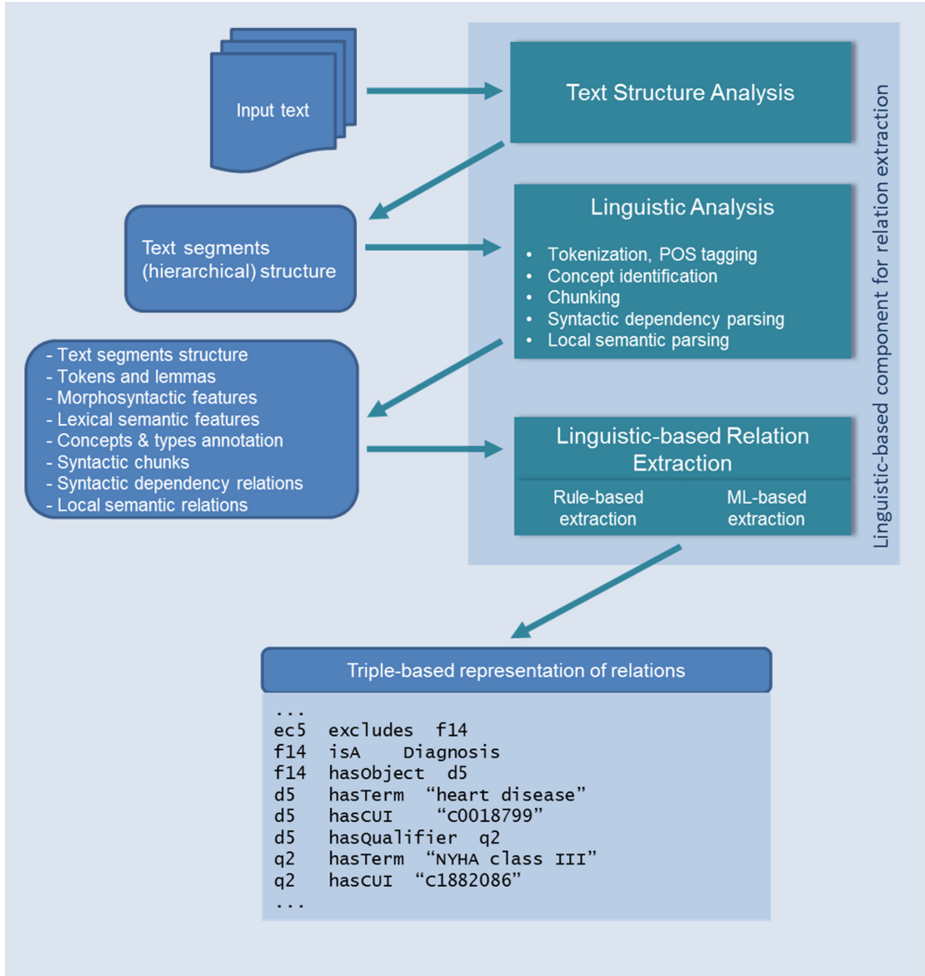 Input text
Text Structure Analysis
Linguistic Analysis
• Tokenization, POS tagging
• Concept identification
• Chunking
• Syntactic dependency parsing
• Local semantic parsing
Text segments
(hierarchical) structure
- Text segments structure
- Tokens and lemmas
- Morphosyntactic features
- Lexical semantic features
- Concepts & types annotation
- Syntactic chunks
- Syntactic dependency relations
- Local semantic relations
Linguistic-based Relation
Extraction
Rule-based
extraction
ML-based
extraction
Linguistic-based component for relation extraction
Triple-based representation of relations
...
ec5 excludes f14
f14 isA Diagnosis
f14 hasObject d5
d5 hasTerm “heart disease”
d5 hasCUI “C0018799”
d5 hasQualifier q2
q2 hasTerm “NYHA class III”
q2 hasCUI “C1882086”
...